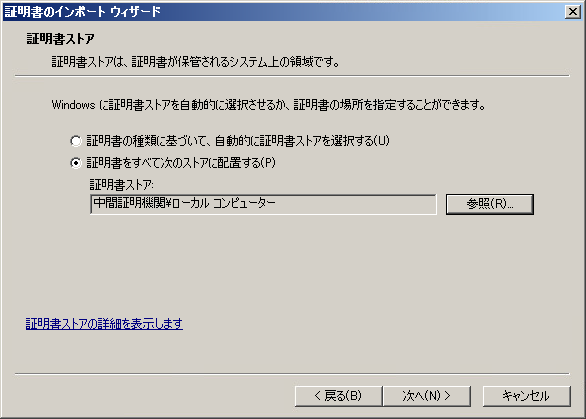 証明書のインポート ウィザード
証明書ストア
証明書ストアは、証明書が保管されるシステム上の領域です。
Windows に証明書ストアを自動的に選択させるか、証明書の場所を指定することができます。
証明書の種類に基づいて、自動的に証明書ストアを選択する(U)
証明書をすべて次のストアに配置する(P)
証明書ストア:
中間証明機関¥ローカル コンピューター
参照(R)...
証明書ストアの詳細を表示します
< 戻る(B)
次へ(N) >
キャンセル